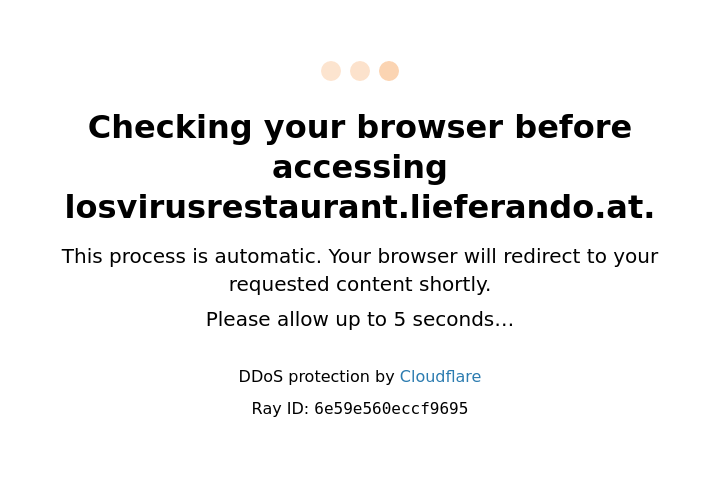 Checking your browser before
accessing
losvirusrestaurant.lieferando.at.
This process is automatic. Your browser will redirect to your
requested content shortly.
Please allow up to 5 seconds…
DDoS protection by Cloudflare
Ray ID: 6e59e560eccf9695